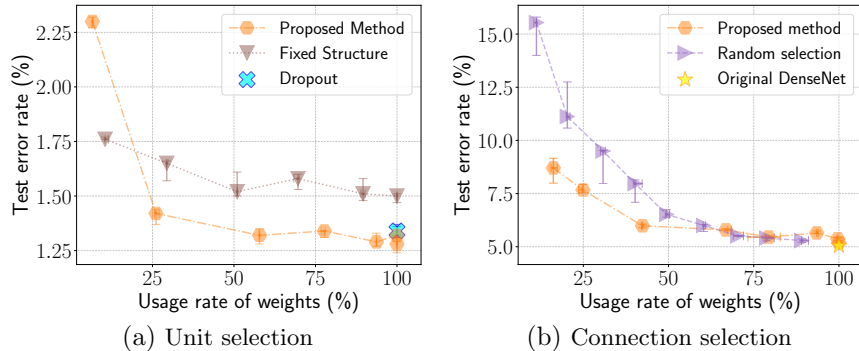 Proposed Method
Fixed Structure
Dropout
Test error rate (%)
2.25
2.00
1.75
1.50
1.25
25
50
75
100
Usage rate of weights (%)
(a) Unit selection
Proposed method
Random selection
Original DenseNet
Test error rate (%)
15.0
12.5
10.0
7.5
5.0
25
50
75
100
Usage rate of weights (%)
(b) Connection selection